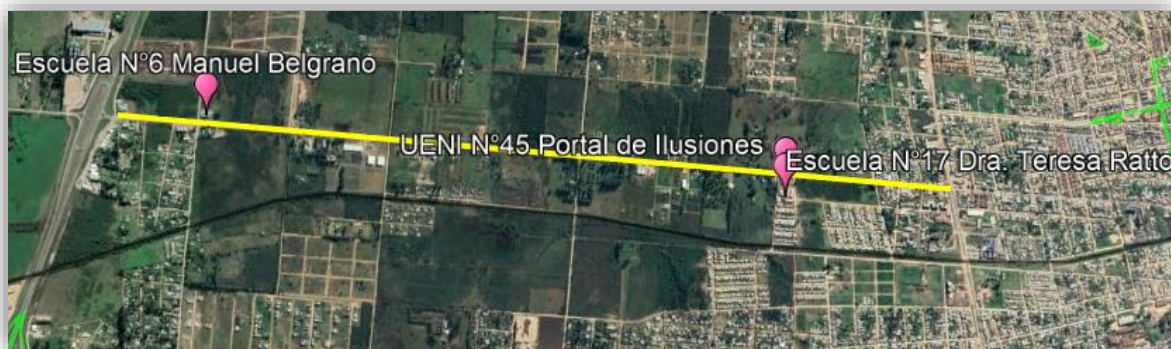 Escuela N°6 Manuel Belgrano
UENI N°45 Portal de Ilusiones
Escuela N°17 Dra. Teresa Ratto